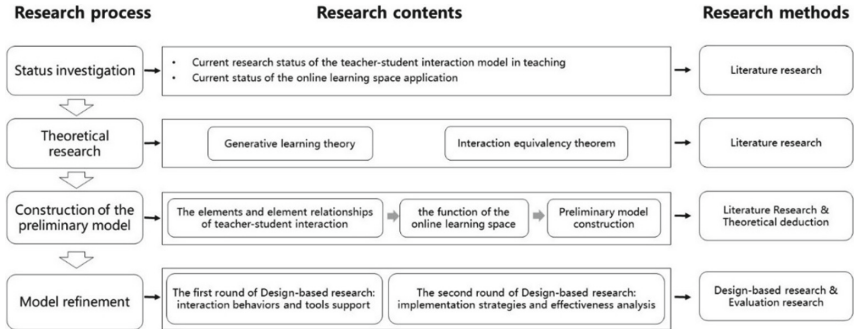 Research process
Research contents
Research methods
Status investigation
• Current research status of the teacher-student interaction model in teaching
• Current status of the online learning space application
Literature research
Theoretical
research
Generative learning theory
Interaction equivalency theorem
Literature research
Construction of the
preliminary model
The elements and element relationships
of teacher-student interaction
the function of the
online learning space
Preliminary model
construction
Literature Research &
Theoretical deduction
Model refinement
The first round of Design-based research:
interaction behaviors and tools support
The second round of Design-based research:
implementation strategies and effectiveness analysis
Design-based research &
Evaluation research